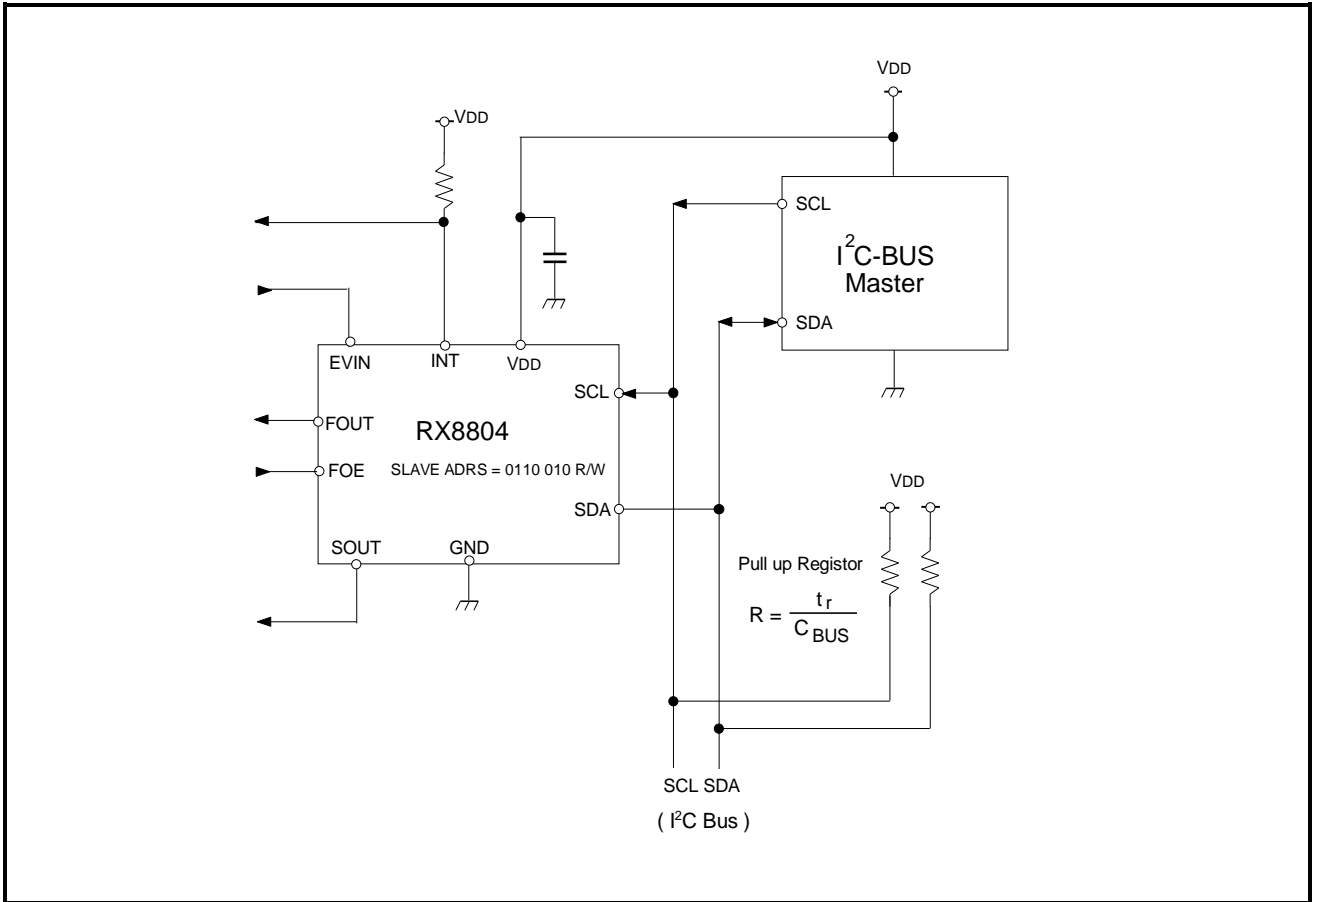 VDD
VDD
SCL
I²C-BUS
Master
SDA
EVIN
INT
VDD
SCL
FOUT
RX8804
FOE
SLAVE ADRS = 0110 010 R/W
SDA
SOUT
GND
VDD
Pull up Registor
R = tr / CBUS
SCL SDA
( I²C Bus )